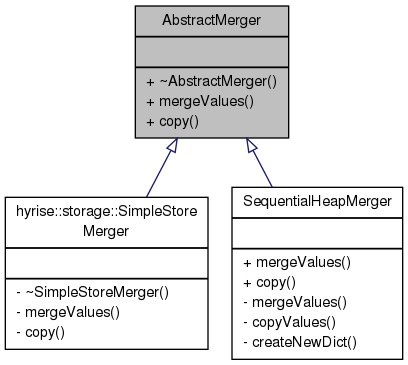 AbstractMerger
+ ~AbstractMerger()
+ mergeValues()
+ copy()
hyrise::storage::SimpleStore
Merger
- ~SimpleStoreMerger()
- mergeValues()
- copy()
SequentialHeapMerger
+ mergeValues()
+ copy()
- mergeValues()
- copyValues()
- createNewDict()